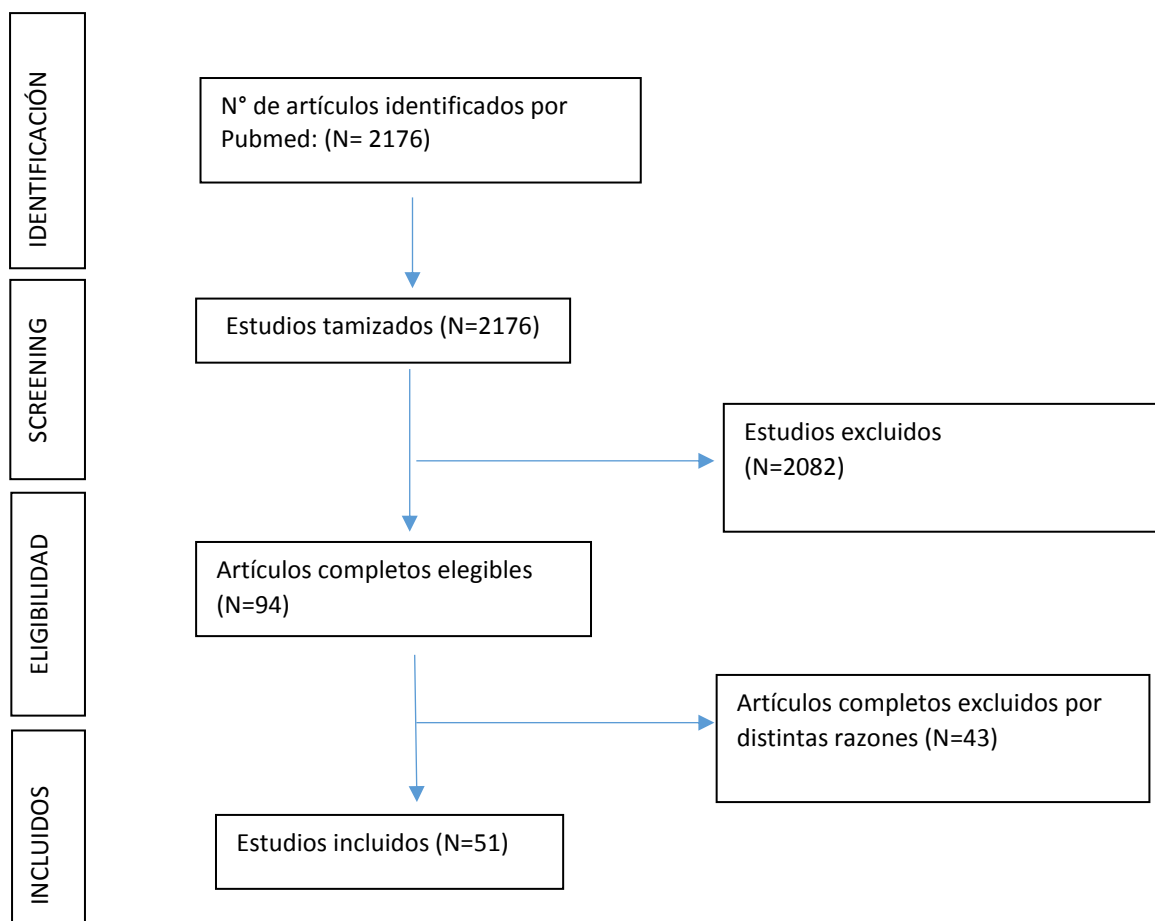 IDENTIFICACIÓN
N° de artículos identificados por
Pubmed: (N= 2176)
SCREENING
Estudios tamizados (N=2176)
Estudios excluidos
(N=2082)
ELIGIBILIDAD
Artículos completos elegibles
(N=94)
Artículos completos excluidos por
distintas razones (N=43)
INCLUIDOS
Estudios incluidos (N=51)